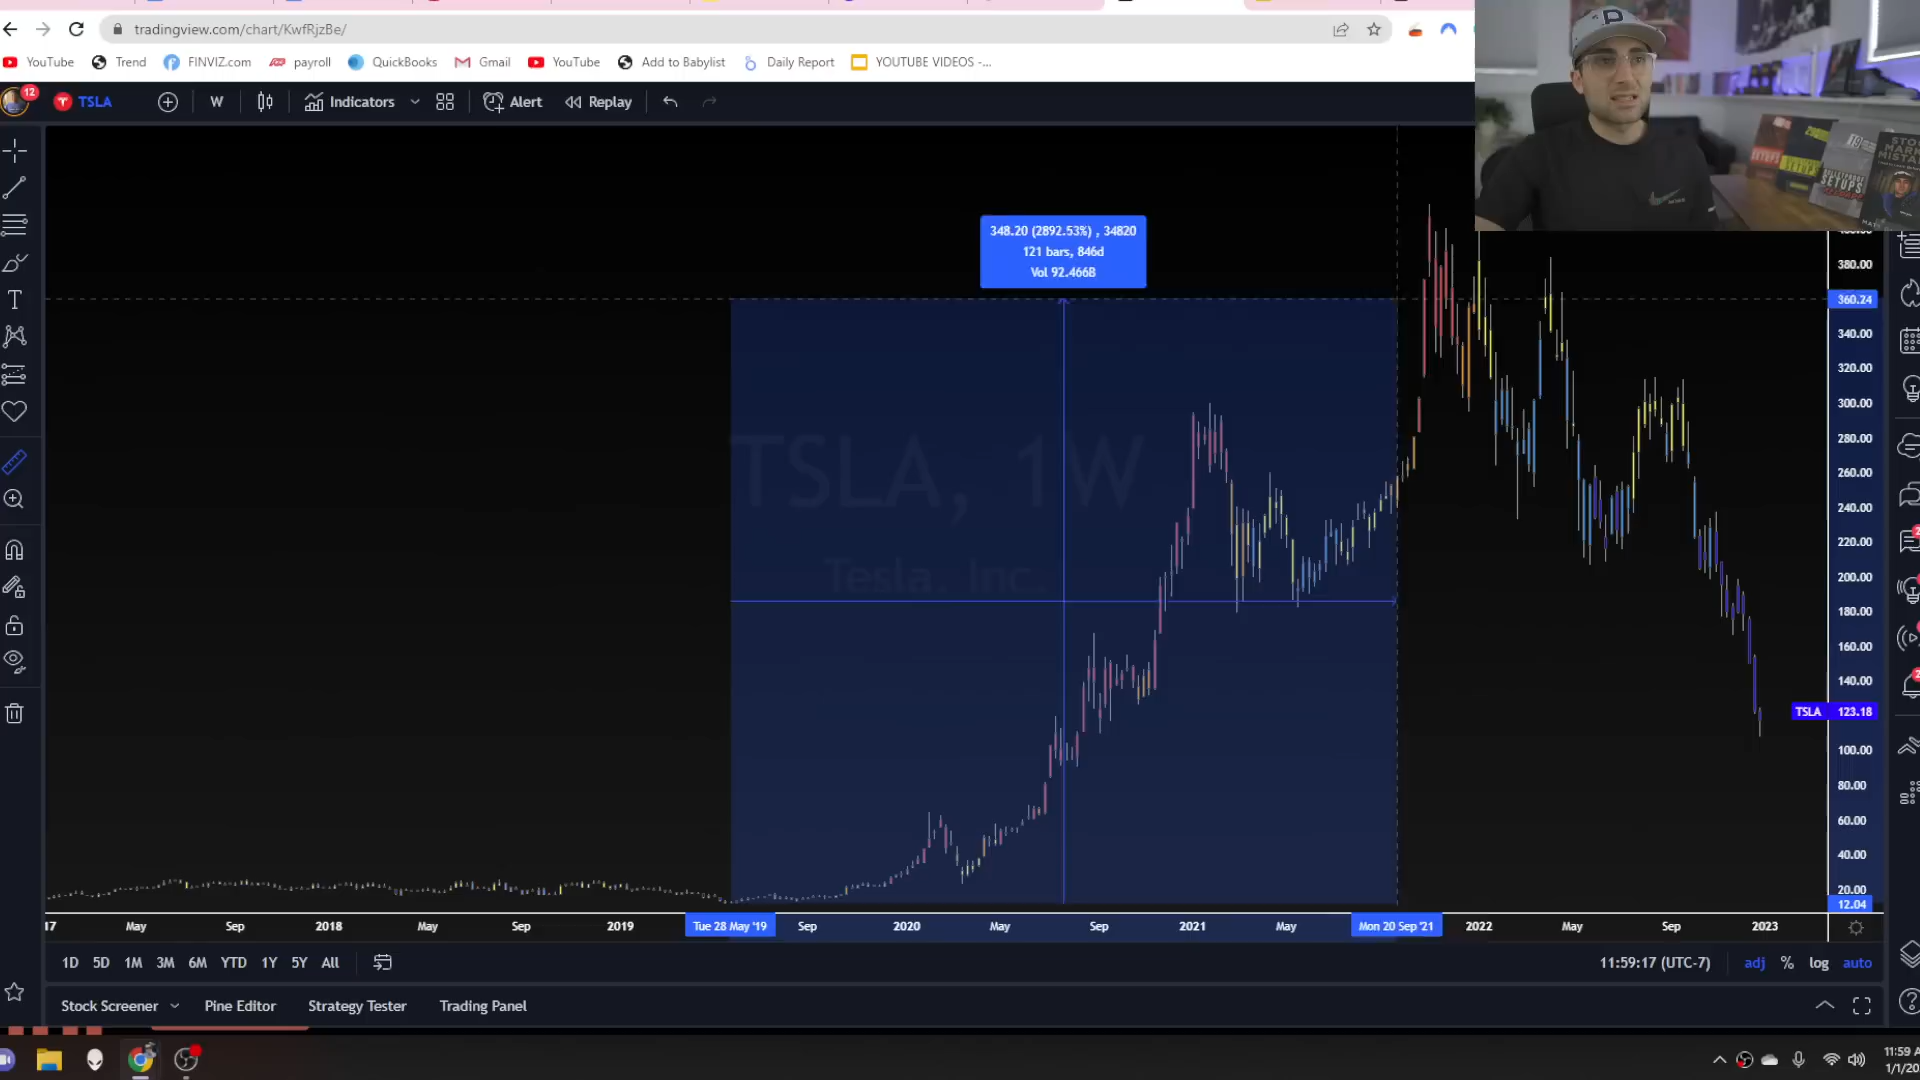 tradingview.com/chart/KwfRjzBe/
YouTube Trend FINVIZ.com payroll QuickBooks Gmail YouTube Add to Babylist Daily Report YOUTUBE VIDEOS -...
12
TSLA W Indicators Alert Replay
348.20 (2892.53%) , 34820
121 bars, 846d
Vol 92.466B
TSLA, 1W
Tesla, Inc
380.00
360.24
340.00
320.00
300.00
280.00
260.00
240.00
220.00
200.00
180.00
160.00
140.00
TSLA 123.18
100.00
80.00
60.00
40.00
20.00
12.04
17 May Sep 2018 May Sep 2019 Tue 28 May '19 Sep 2020 May Sep 2021 May Mon 20 Sep '21 2022 May Sep 2023
1D 5D 1M 3M 6M YTD 1Y 5Y All 11:59:17 (UTC-7) adj % log auto
Stock Screener Pine Editor Strategy Tester Trading Panel
11:59